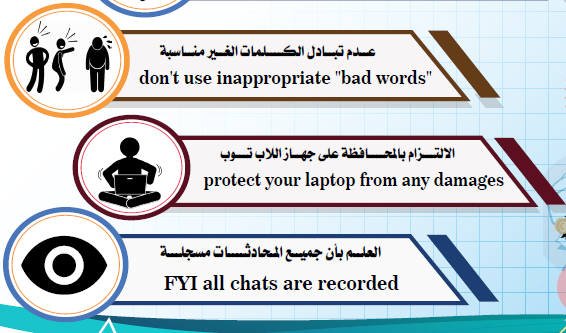 عدم تبادل الكلمات الغير مناسبة
don't use inappropriate "bad words"
الالتزام بالمحافظة على جهاز اللاب توب
protect your laptop from any damages
العلم بأن جميع المحادثات مسجلة
FYI all chats are recorded